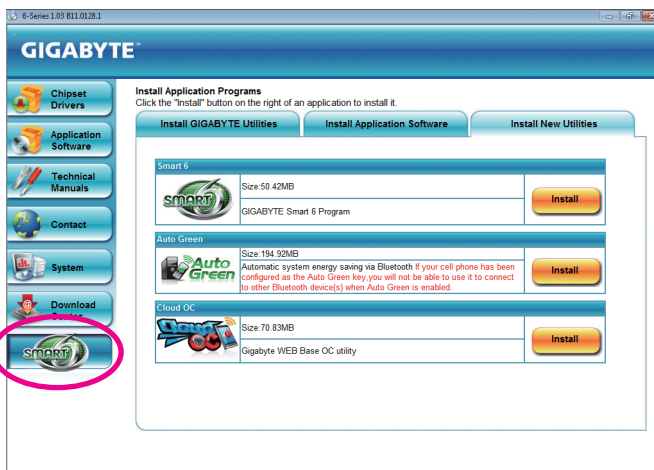 6-Series 1.03 B11.0128.1
GIGABYTE™
Chipset
Drivers
Application
Software
Technical
Manuals
Contact
System
Download
Center
SMART 6
Install Application Programs
Click the "Install" button on the right of an application to install it.
Install GIGABYTE Utilities
Install Application Software
Install New Utilities
Smart 6
SMART 6
Size:50.42MB
GIGABYTE Smart 6 Program
Install
Auto Green
Auto
Green
Size:194.92MB
Automatic system energy saving via Bluetooth If your cell phone has been
configured as the Auto Green key,you will not be able to use it to connect
to other Bluetooth device(s) when Auto Green is enabled.
Install
Cloud OC
Cloud
OC
Size:70.83MB
Gigabyte WEB Base OC utility
Install